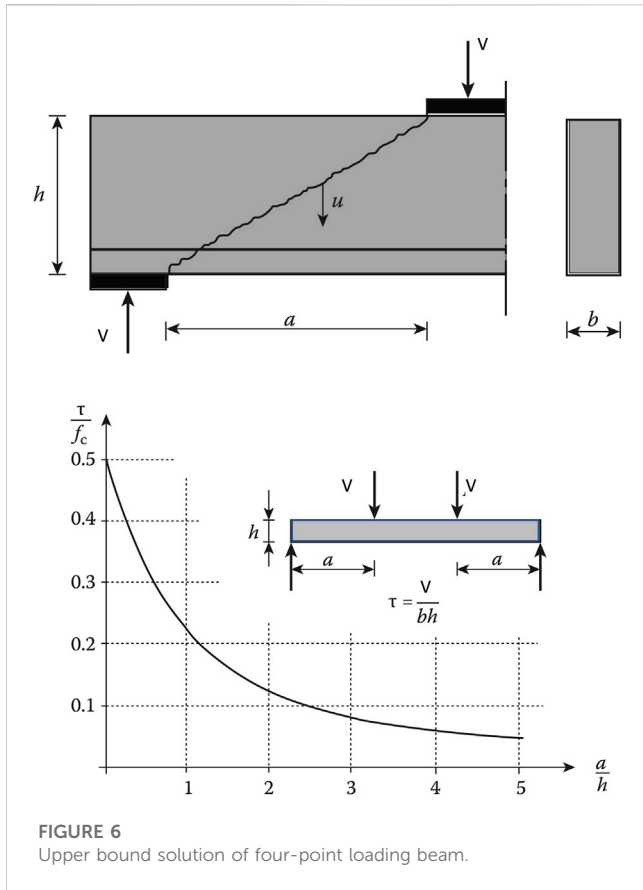 V
h
u
a
V
b
τ
f_c
0.5
0.4
0.3
0.2
0.1
V V
h
a a
τ = V
bh
1 2 3 4 5
a
h
FIGURE 6
Upper bound solution of four-point loading beam.